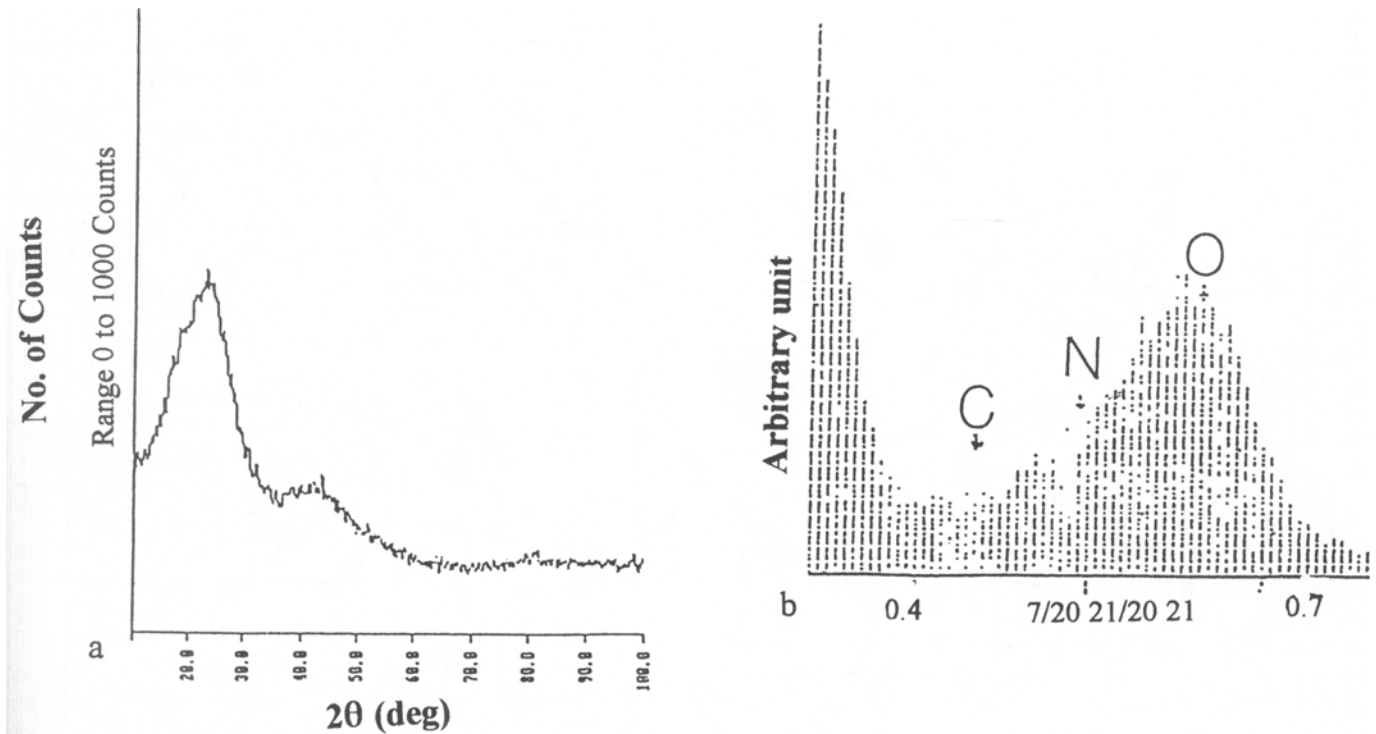 No. of Counts
Range 0 to 1000 Counts
20.0 30.0 40.0 50.0 60.0 70.0 80.0 90.0 100.0
a
2θ (deg)
Arbitrary unit
C
N
O
b
0.4 7/20 21/20 21 0.7